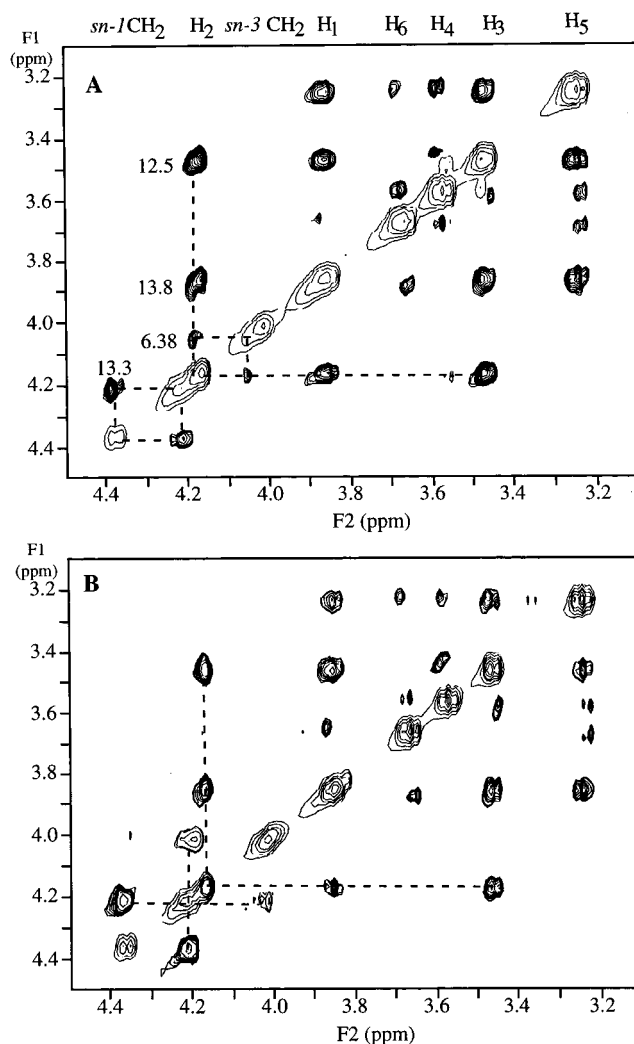 sn-1CH₂ H₂ sn-3 CH₂ H₁ H₆ H₄ H₃ H₅
F1
(ppm)
A
3.2
3.4
12.5
3.6
3.8
13.8
4.0
6.38
4.2
13.3
4.4
4.4 4.2 4.0 3.8 3.6 3.4 3.2
F2 (ppm)
F1
(ppm)
B
3.2
3.4
3.6
3.8
4.0
4.2
4.4
4.4 4.2 4.0 3.8 3.6 3.4 3.2
F2 (ppm)